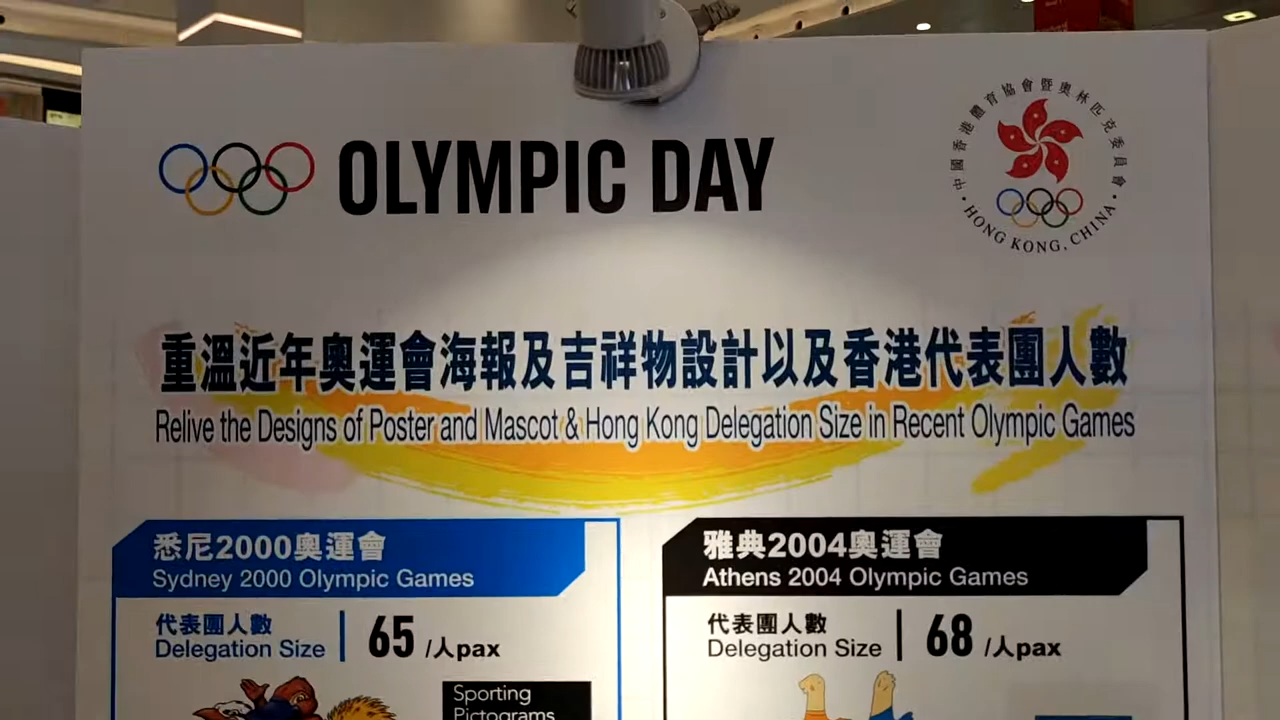 OLYMPIC DAY
中國香港體育協會暨奧林匹克委員會
• HONG KONG, CHINA •
重溫近年奧運會海報及吉祥物設計以及香港代表團人數
Relive the Designs of Poster and Mascot & Hong Kong Delegation Size in Recent Olympic Games
悉尼2000奧運會
Sydney 2000 Olympic Games
代表團人數
Delegation Size
65 /人pax
Sporting
Pictograms
雅典2004奧運會
Athens 2004 Olympic Games
代表團人數
Delegation Size
68 /人pax